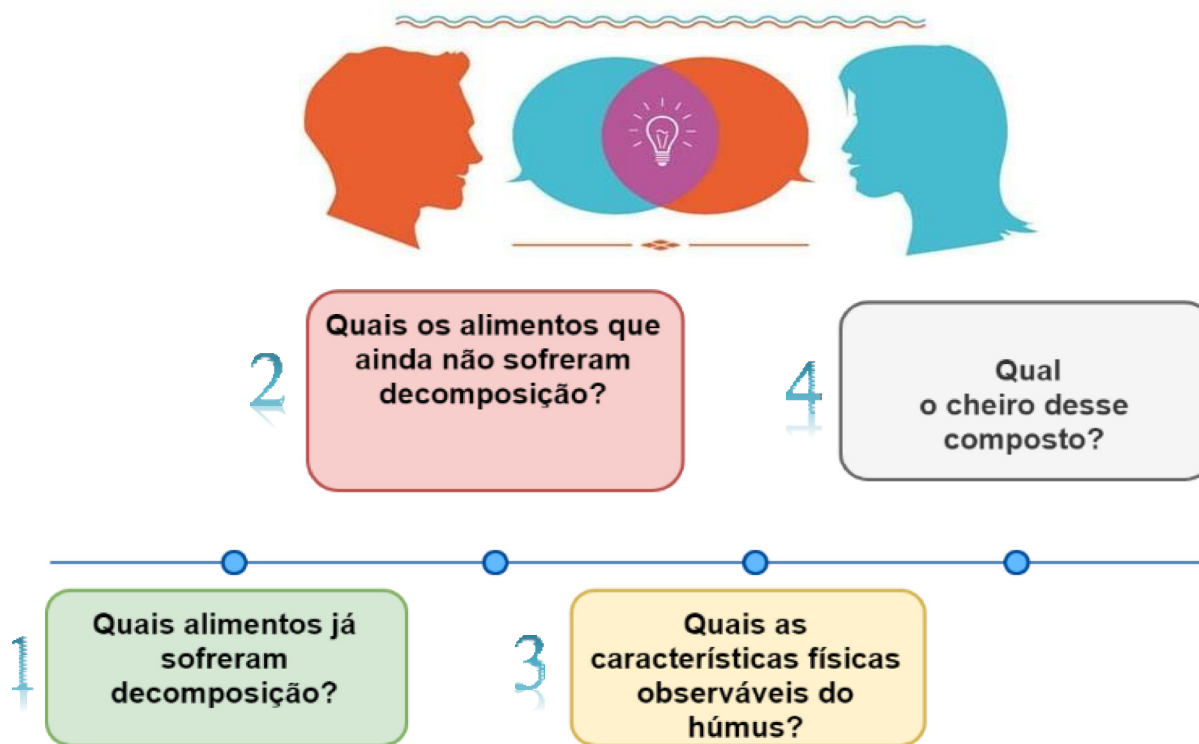 2
Quais os alimentos que
ainda não sofreram
decomposição?
4
Qual
o cheiro desse
composto?
1
Quais alimentos já
sofreram
decomposição?
3
Quais as
características físicas
observáveis do
húmus?